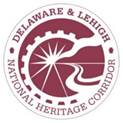 DELAWARE & LEHIGH
NATIONAL HERITAGE CORRIDOR